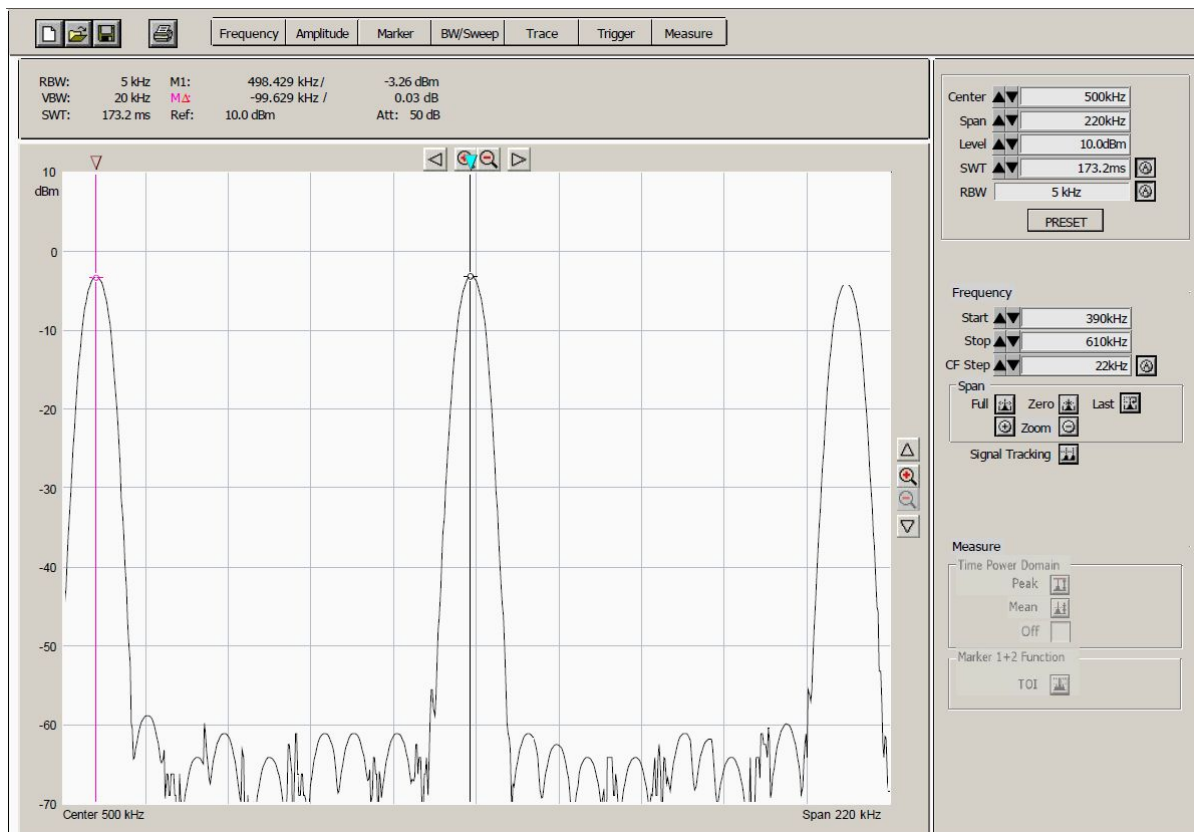 Frequency Amplitude Marker BW/Sweep Trace Trigger Measure
RBW: 5 kHz M1: 498.429 kHz/ -3.26 dBm
VBW: 20 kHz MΔ: -99.629 kHz / 0.03 dB
SWT: 173.2 ms Ref: 10.0 dBm Att: 50 dB
10
dBm
0
-10
-20
-30
-40
-50
-60
-70
Center 500 kHz Span 220 kHz
Center 500kHz
Span 220kHz
Level 10.0dBm
SWT 173.2ms
RBW 5 kHz
PRESET
Frequency
Start 390kHz
Stop 610kHz
CF Step 22kHz
Span
Full Zero Last
Zoom
Signal Tracking
Measure
Time Power Domain
Peak
Mean
Off
Marker 1+2 Function
TOI